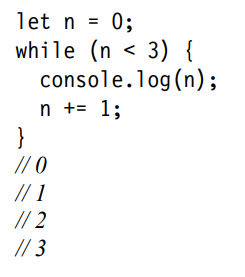 let n = 0;
while (n < 3) {
  console.log(n);
  n += 1;
}
// 0
// 1
// 2
// 3